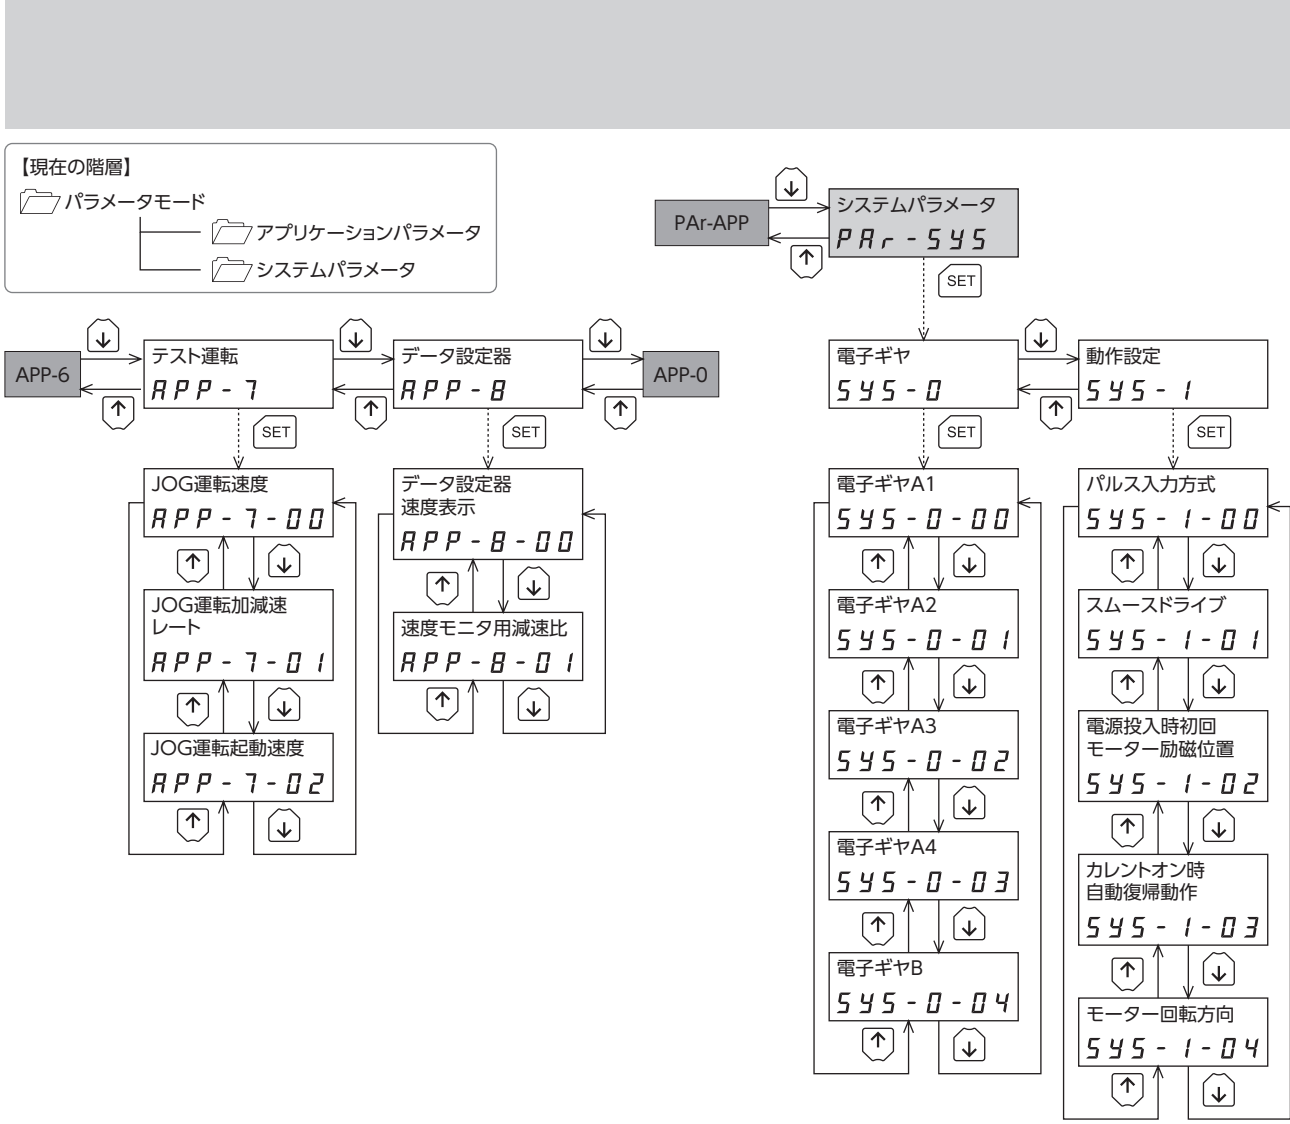 【現在の階層】
パラメータモード
アプリケーションパラメータ
システムパラメータ
APP-6
テスト運転
APP-7
SET
JOG運転速度
APP-7-00
JOG運転加減速
レート
APP-7-01
JOG運転起動速度
APP-7-02
データ設定器
APP-8
SET
データ設定器
速度表示
APP-8-00
速度モニタ用減速比
APP-8-01
APP-0
PAr-APP
システムパラメータ
PAr-SYS
SET
電子ギヤ
SYS-0
SET
電子ギヤA1
SYS-0-00
電子ギヤA2
SYS-0-01
電子ギヤA3
SYS-0-02
電子ギヤA4
SYS-0-03
電子ギヤB
SYS-0-04
動作設定
SYS-1
SET
パルス入力方式
SYS-1-00
スムースドライブ
SYS-1-01
電源投入時初回
モーター励磁位置
SYS-1-02
カレントオン時
自動復帰動作
SYS-1-03
モーター回転方向
SYS-1-04